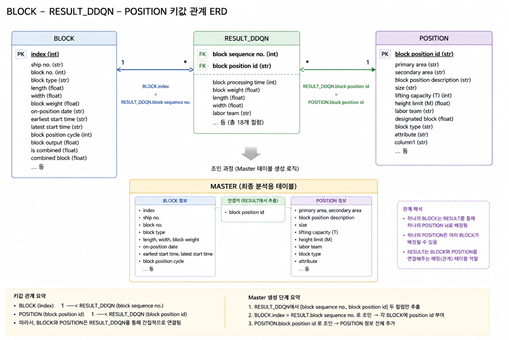 BLOCK – RESULT_DDQN – POSITION 키값 관계 ERD
BLOCK
PK index (int)
ship no. (str)
block no. (int)
block type (str)
length (float)
width (float)
block weight (float)
on-position date (str)
earliest start time (str)
latest start time (str)
block position cycle (int)
block output (float)
is combined (float)
combined block (float)
... 등
1
*
BLOCK.index
=
RESULT_DDQN.block sequence no.
RESULT_DDQN
FK block sequence no. (int)
FK block position id (str)
block processing time (int)
block weight (float)
length (float)
width (float)
labor team (str)
... 등 (총 18개 컬럼)
*
1
RESULT_DDQN.block position id
=
POSITION.block position id
POSITION
PK block position id (str)
primary area (str)
secondary area (str)
block position description (str)
size (str)
lifting capacity (T) (int)
height limit (M) (float)
labor team (str)
designated block (float)
block type (str)
attribute (str)
column1 (str)
... 등
조인 과정 (Master 테이블 생성 로직)
MASTER (최종 분석용 테이블)
BLOCK 정보
• index
• ship no.
• block no.
• block type
• length, width, block weight
• on-position date
• earliest start time, latest start time
• block position cycle
... 등
연결키 (RESULT에서 추출)
• block position id
POSITION 정보
• primary area, secondary area
• block position description
• size
• lifting capacity (T)
• height limit (M)
• labor team
• block type
• attribute
... 등
관계 해석
• 하나의 BLOCK는 RESULT를 통해
하나의 POSITION id로 배정됨
• 하나의 POSITION은 여러 BLOCK가
배정될 수 있음
• RESULT는 BLOCK와 POSITION을
연결해주는 매핑(관계) 테이블 역할
키값 관계 요약
• BLOCK (index) 1 ―< RESULT_DDQN (block sequence no.)
• POSITION (block position id) 1 ―< RESULT_DDQN (block position id)
• 따라서, BLOCK과 POSITION은 RESULT_DDQN을 통해 간접적으로 연결됨
Master 생성 단계 요약
1. RESULT_DDQN에서 [block sequence no., block position id] 두 컬럼만 추출
2. BLOCK.index = RESULT.block sequence no. 로 조인 → 각 BLOCK에 position id 부여
3. POSITION.block position id 로 조인 → POSITION 정보 전체 추가